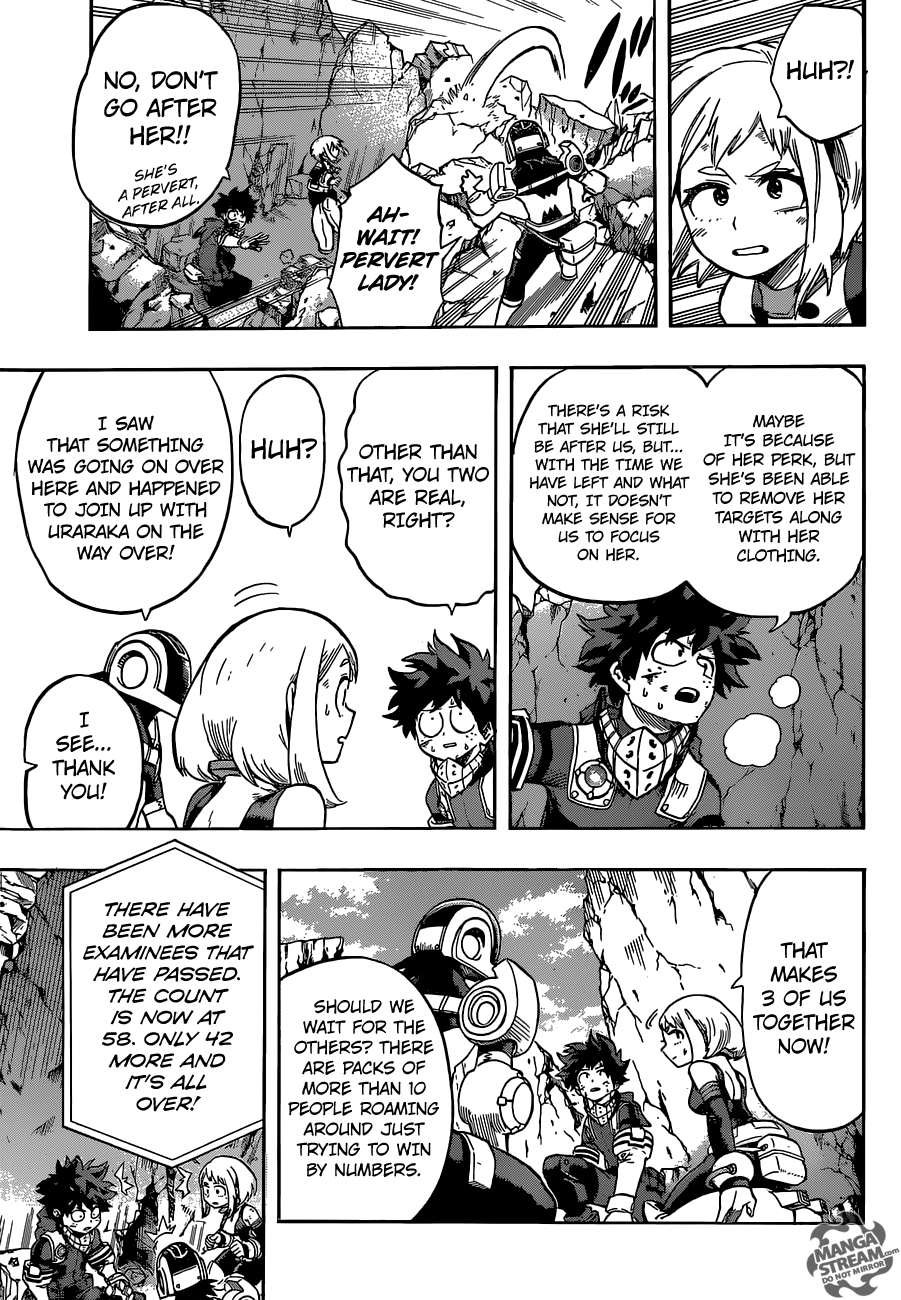 HUH?!
NO, DON'T
GO AFTER
HER!!
SHE'S
A PERVERT,
AFTER ALL.
AH-
WAIT!
PERVERT
LADY!
MAYBE
IT'S BECAUSE
OF HER PERK, BUT
SHE'S BEEN ABLE
TO REMOVE HER
TARGETS ALONG
WITH HER
CLOTHING.
THERE'S A RISK
THAT SHE'LL STILL
BE AFTER US, BUT...
WITH THE TIME WE
HAVE LEFT AND WHAT
NOT, IT DOESN'T
MAKE SENSE FOR
US TO FOCUS
ON HER.
OTHER THAN
THAT, YOU TWO
ARE REAL,
RIGHT?
HUH?
I SAW
THAT SOMETHING
WAS GOING ON OVER
HERE AND HAPPENED
TO JOIN UP WITH
URARAKA ON THE
WAY OVER!
I
SEE...
THANK
YOU!
THAT
MAKES
3 OF US
TOGETHER
NOW!
SHOULD WE
WAIT FOR THE
OTHERS? THERE
ARE PACKS OF
MORE THAN 10
PEOPLE ROAMING
AROUND JUST
TRYING TO WIN
BY NUMBERS.
THERE HAVE
BEEN MORE
EXAMINEES THAT
HAVE PASSED.
THE COUNT
IS NOW AT
58. ONLY 42
MORE AND
IT'S ALL
OVER!
MANGA
STREAM.com
DO NOT MIRROR